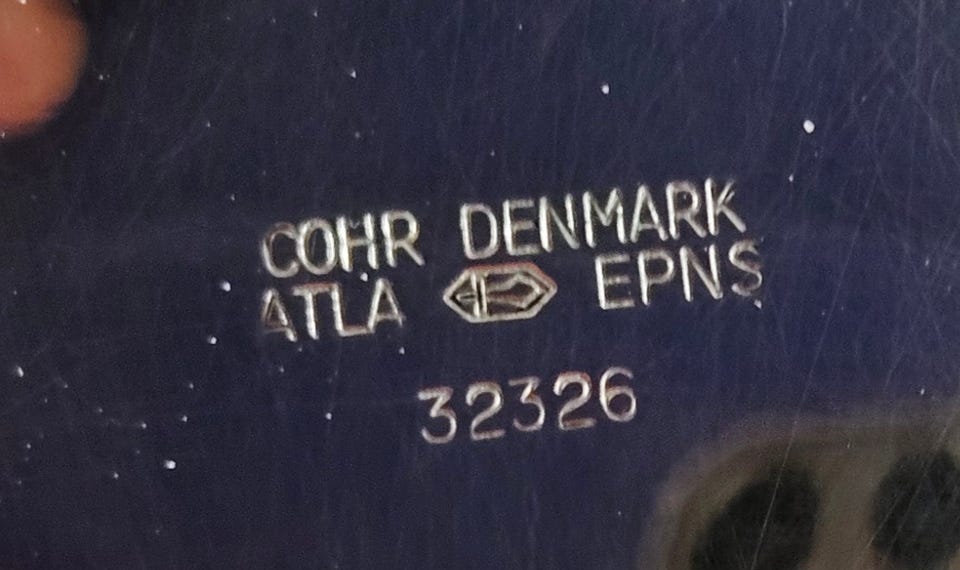 COHR DENMARK
ATLA EPNS
32326